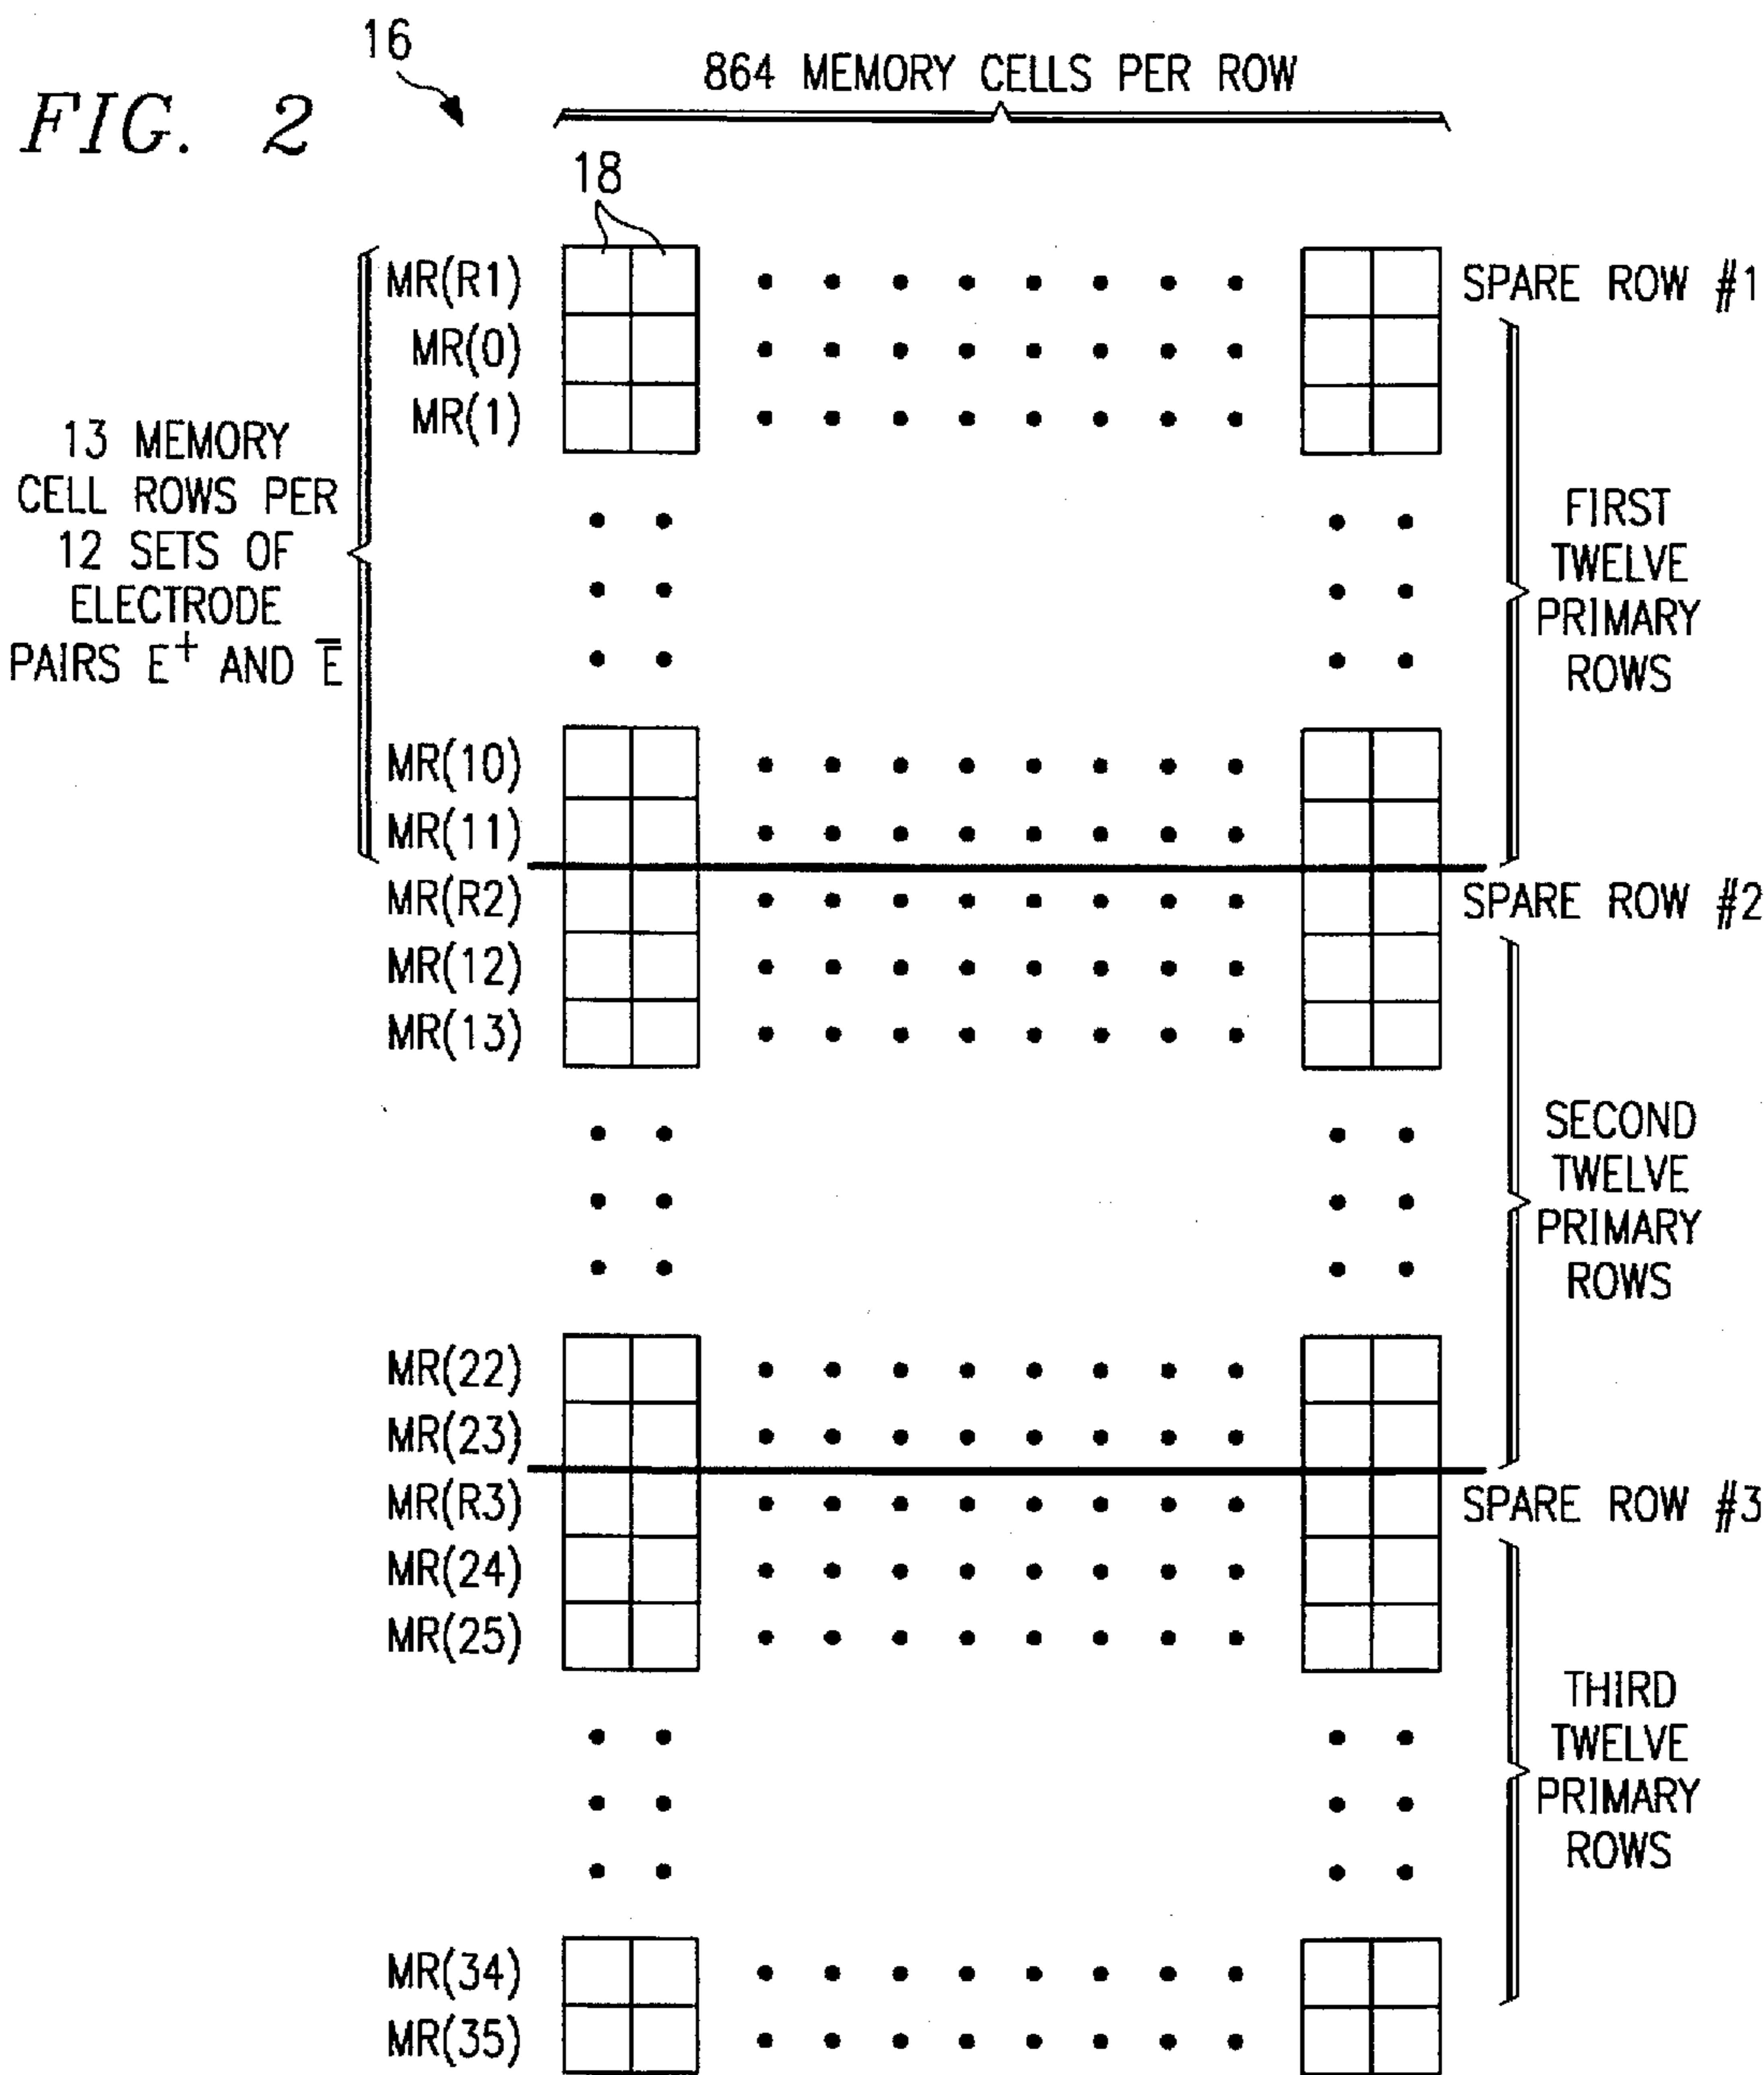 FIG. 2
16
864 MEMORY CELLS PER ROW
18
MR(R1)
SPARE ROW #1
MR(0)
MR(1)
13 MEMORY
CELL ROWS PER
12 SETS OF
ELECTRODE
PAIRS E⁺ AND E̅
FIRST
TWELVE
PRIMARY
ROWS
MR(10)
MR(11)
MR(R2)
SPARE ROW #2
MR(12)
MR(13)
SECOND
TWELVE
PRIMARY
ROWS
MR(22)
MR(23)
MR(R3)
SPARE ROW #3
MR(24)
MR(25)
THIRD
TWELVE
PRIMARY
ROWS
MR(34)
MR(35)